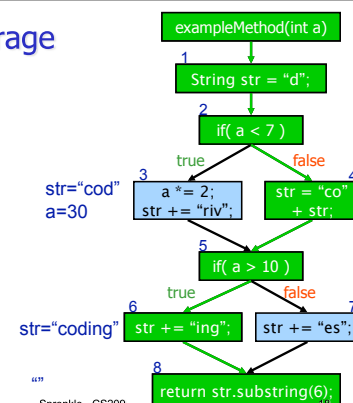 rage
exampleMethod(int a)
1
String str = “d”;
2
if( a < 7 )
true
false
3
4
str=“cod”
a=30
a *= 2;
str += “riv”;
str = “co”
+ str;
5
if( a > 10 )
true
false
6
7
str=“coding”
str += “ing”;
str += “es”;
8
“”
return str.substring(6);